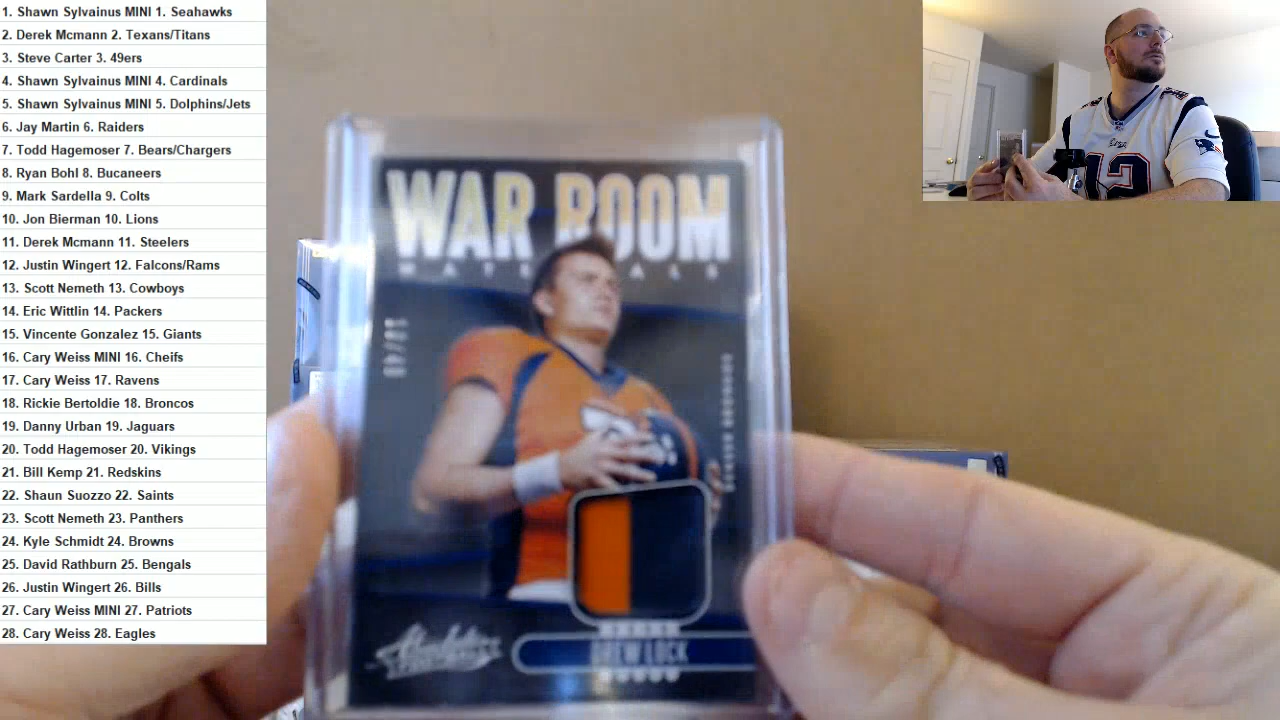 1. Shawn Sylvainus MINI 1. Seahawks
2. Derek Mcmann 2. Texans/Titans
3. Steve Carter 3. 49ers
4. Shawn Sylvainus MINI 4. Cardinals
5. Shawn Sylvainus MINI 5. Dolphins/Jets
6. Jay Martin 6. Raiders
7. Todd Hagemoser 7. Bears/Chargers
8. Ryan Bohl 8. Bucaneers
9. Mark Sardella 9. Colts
10. Jon Bierman 10. Lions
11. Derek Mcmann 11. Steelers
12. Justin Wingert 12. Falcons/Rams
13. Scott Nemeth 13. Cowboys
14. Eric Wittlin 14. Packers
15. Vincente Gonzalez 15. Giants
16. Cary Weiss MINI 16. Cheifs
17. Cary Weiss 17. Ravens
18. Rickie Bertoldie 18. Broncos
19. Danny Urban 19. Jaguars
20. Todd Hagemoser 20. Vikings
21. Bill Kemp 21. Redskins
22. Shaun Suozzo 22. Saints
23. Scott Nemeth 23. Panthers
24. Kyle Schmidt 24. Browns
25. David Rathburn 25. Bengals
26. Justin Wingert 26. Bills
27. Cary Weiss MINI 27. Patriots
28. Cary Weiss 28. Eagles
WAR ROOM
MATERIALS
DENVER BRONCOS
Absolute
DREW LOCK
12